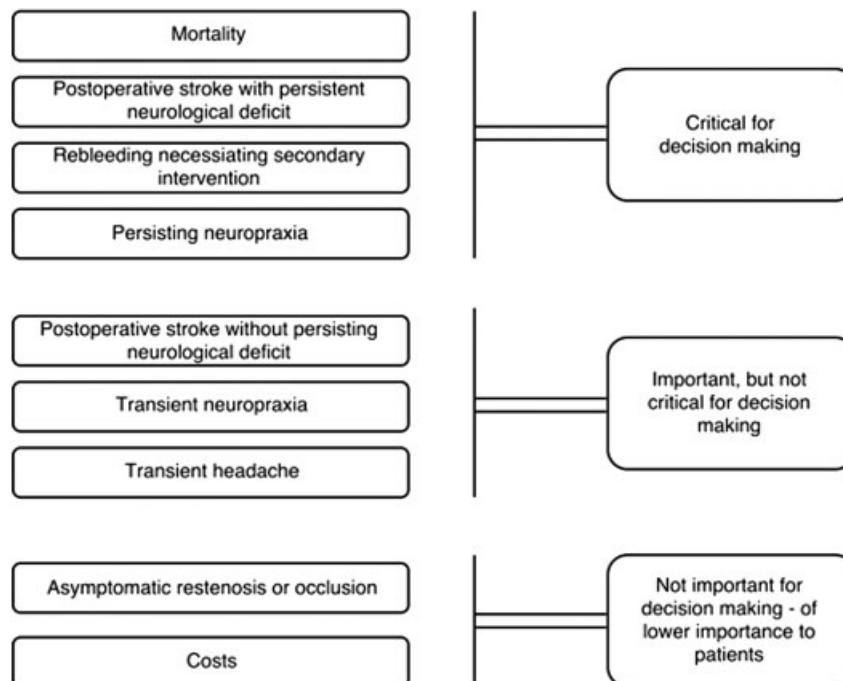 Mortality
Postoperative stroke with persistent
neurological deficit
Rebleeding necessiating secondary
intervention
Persisting neuropraxia
Critical for
decision making
Postoperative stroke without persisting
neurological deficit
Transient neuropraxia
Transient headache
Important, but not
critical for decision
making
Asymptomatic restenosis or occlusion
Costs
Not important for
decision making - of
lower importance to
patients